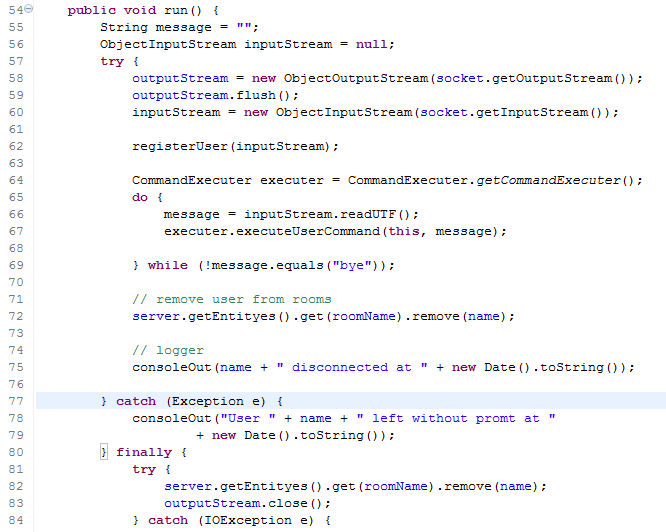 54 public void run() {
55 String message = "";
56 ObjectInputStream inputStream = null;
57 try {
58 outputStream = new ObjectOutputStream(socket.getOutputStream());
59 outputStream.flush();
60 inputStream = new ObjectInputStream(socket.getInputStream());
61
62 registerUser(inputStream);
63
64 CommandExecuter executer = CommandExecuter.getCommandExecuter();
65 do {
66 message = inputStream.readUTF();
67 executer.executeUserCommand(this, message);
68
69 } while (!message.equals("bye"));
70
71 // remove user from rooms
72 server.getEntityes().get(roomName).remove(name);
73
74 // logger
75 consoleOut(name + " disconnected at " + new Date().toString());
76
77 } catch (Exception e) {
78 consoleOut("User " + name + " left without promt at "
79 + new Date().toString());
80 } finally {
81 try {
82 server.getEntityes().get(roomName).remove(name);
83 outputStream.close();
84 } catch (IOException e) {